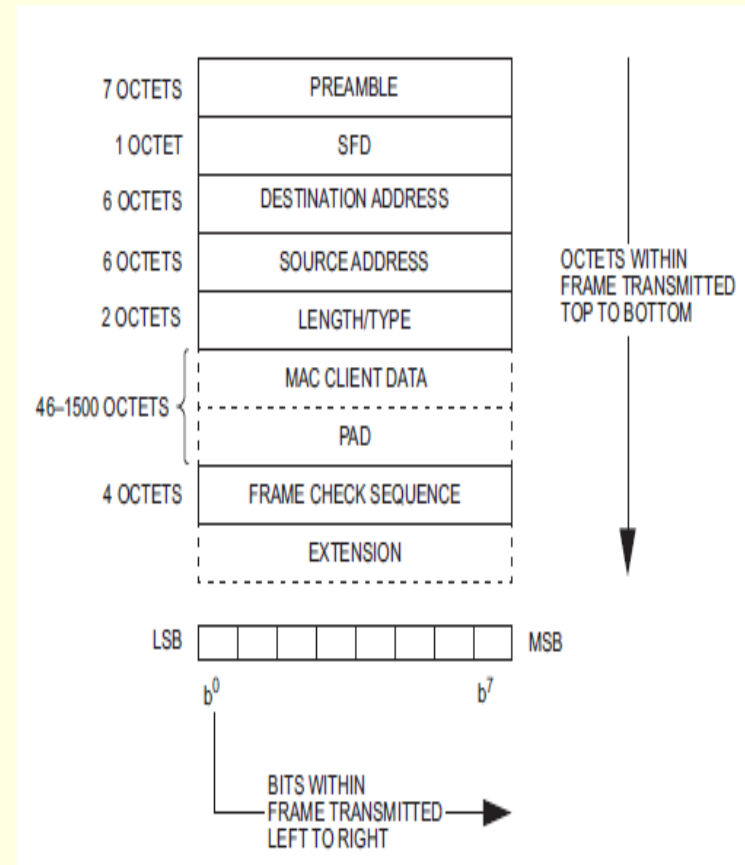 7 OCTETS PREAMBLE
1 OCTET SFD
6 OCTETS DESTINATION ADDRESS
6 OCTETS SOURCE ADDRESS
2 OCTETS LENGTH/TYPE
MAC CLIENT DATA
46–1500 OCTETS
PAD
4 OCTETS FRAME CHECK SEQUENCE
EXTENSION
OCTETS WITHIN
FRAME TRANSMITTED
TOP TO BOTTOM
LSB MSB
b0 b7
BITS WITHIN
FRAME TRANSMITTED
LEFT TO RIGHT